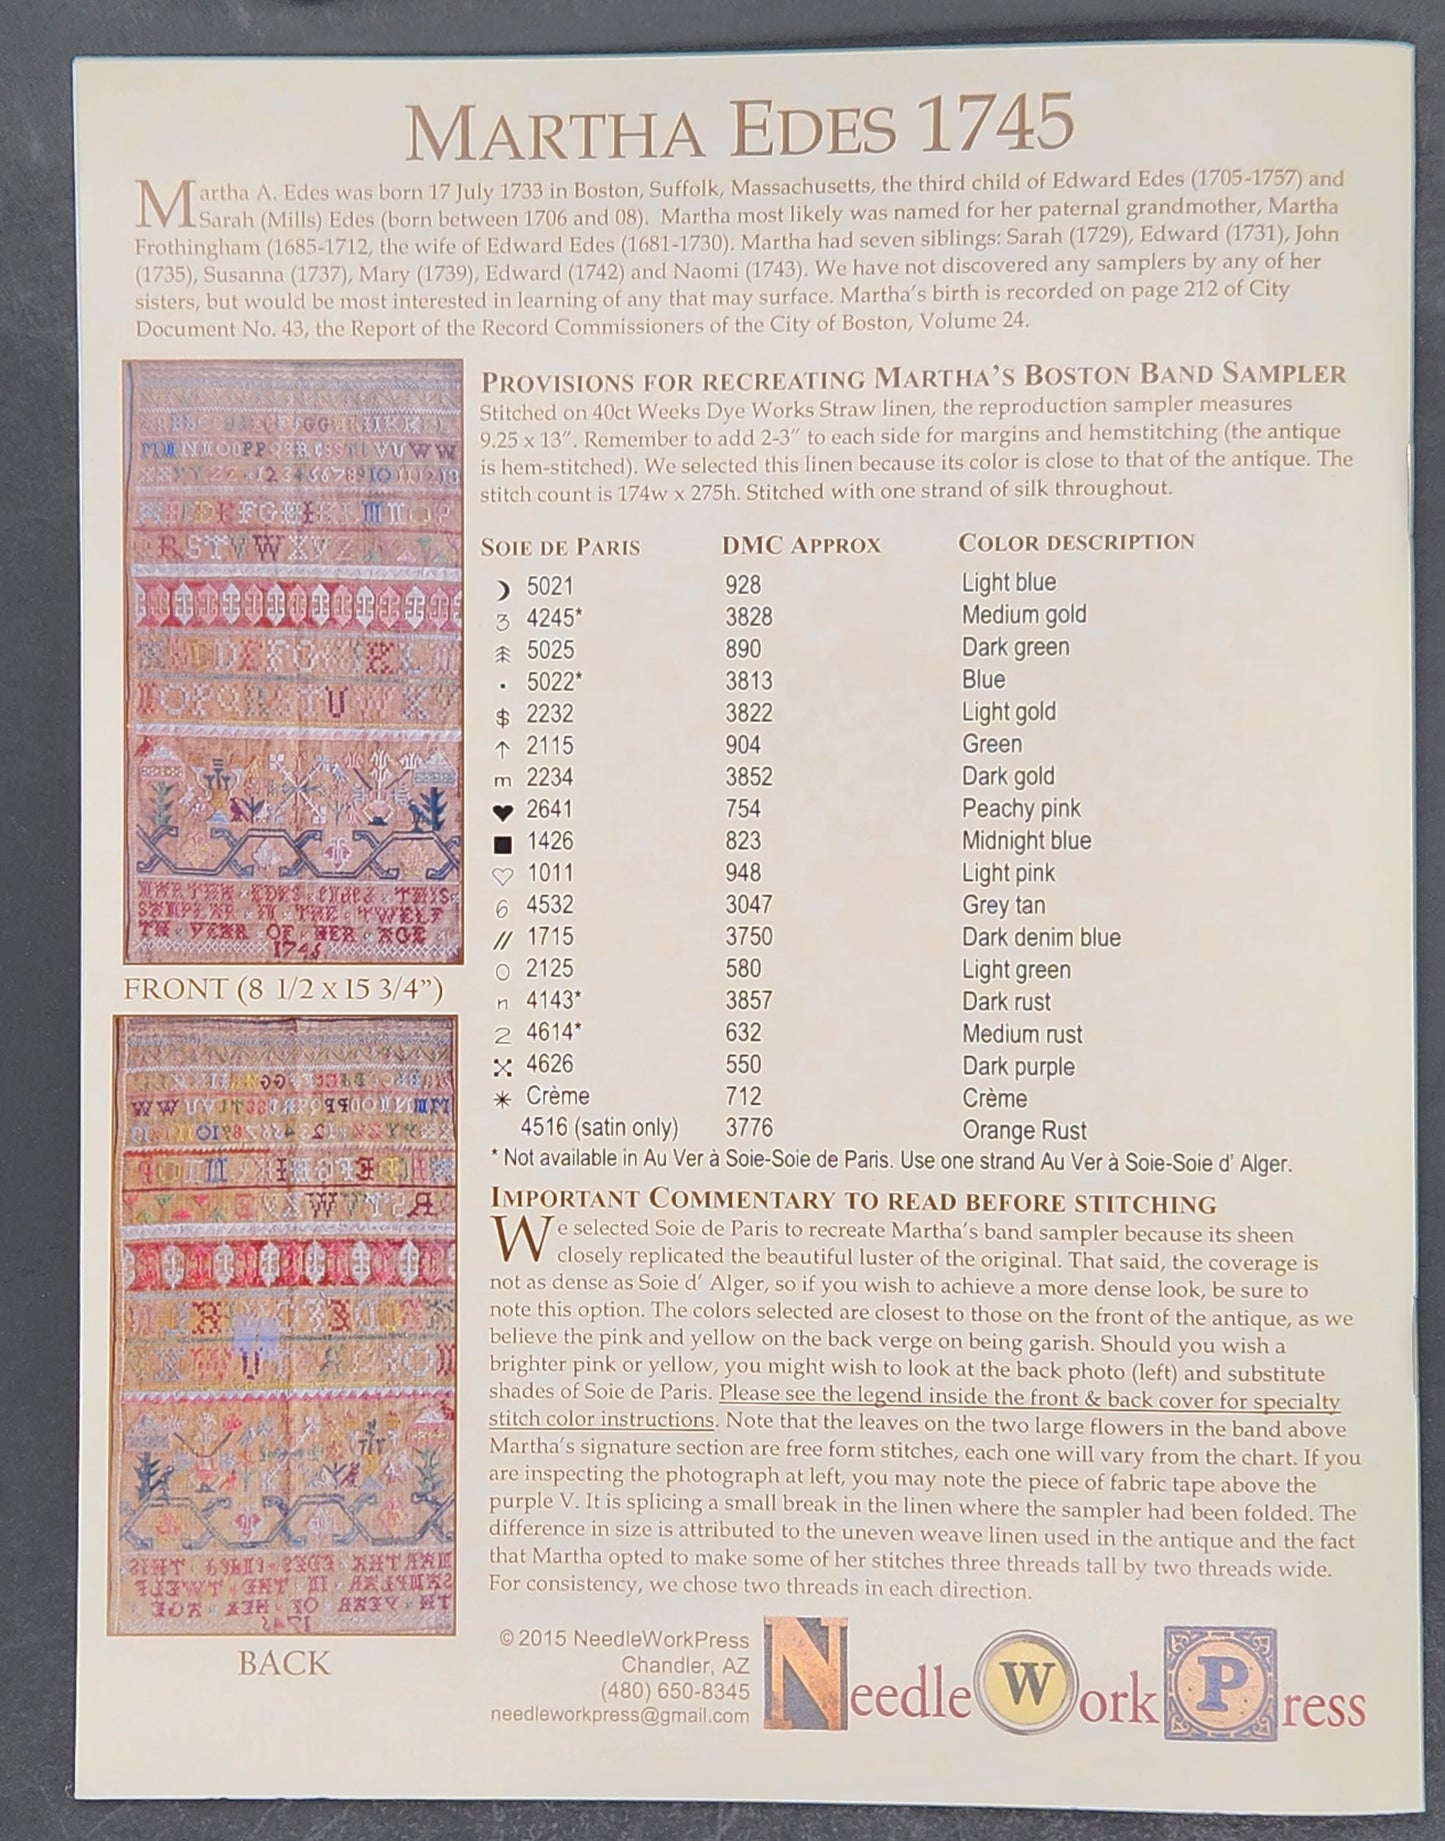 MARTHA EDES 1745
Martha A. Edes was born 17 July 1733 in Boston, Suffolk, Massachusetts, the third child of Edward Edes (1705-1757) and
Sarah (Mills) Edes (born between 1706 and 08). Martha most likely was named for her paternal grandmother, Martha
Frothingham (1685-1712, the wife of Edward Edes (1681-1730). Martha had seven siblings: Sarah (1729), Edward (1731), John
(1735), Susanna (1737), Mary (1739), Edward (1742) and Naomi (1743). We have not discovered any samplers by any of her
sisters, but would be most interested in learning of any that may surface. Martha's birth is recorded on page 212 of City
Document No. 43, the Report of the Record Commissioners of the City of Boston, Volume 24.
MARTHA EDES THIS
SAMPLAR IN THE TWELF
TH YEAR OF HER AGE
1745
FRONT (8 1/2 x 15 3/4")
BACK
PROVISIONS FOR RECREATING MARTHA'S BOSTON BAND SAMPLER
Stitched on 40ct Weeks Dye Works Straw linen, the reproduction sampler measures
9.25 x 13". Remember to add 2-3" to each side for margins and hemstitching (the antique
is hem-stitched). We selected this linen because its color is close to that of the antique. The
stitch count is 174w x 275h. Stitched with one strand of silk throughout.
SOIE DE PARIS DMC APPROX COLOR DESCRIPTION
5021 928 Light blue
3 4245* 3828 Medium gold
5025 890 Dark green
· 5022* 3813 Blue
$ 2232 3822 Light gold
↑ 2115 904 Green
m 2234 3852 Dark gold
♥ 2641 754 Peachy pink
■ 1426 823 Midnight blue
♡ 1011 948 Light pink
6 4532 3047 Grey tan
// 1715 3750 Dark denim blue
O 2125 580 Light green
n 4143* 3857 Dark rust
2 4614* 632 Medium rust
4626 550 Dark purple
Crème 712 Crème
4516 (satin only) 3776 Orange Rust
* Not available in Au Ver à Soie-Soie de Paris. Use one strand Au Ver à Soie-Soie d' Alger.
IMPORTANT COMMENTARY TO READ BEFORE STITCHING
We selected Soie de Paris to recreate Martha's band sampler because its sheen
closely replicated the beautiful luster of the original. That said, the coverage is
not as dense as Soie d' Alger, so if you wish to achieve a more dense look, be sure to
note this option. The colors selected are closest to those on the front of the antique, as we
believe the pink and yellow on the back verge on being garish. Should you wish a
brighter pink or yellow, you might wish to look at the back photo (left) and substitute
shades of Soie de Paris. Please see the legend inside the front & back cover for specialty
stitch color instructions. Note that the leaves on the two large flowers in the band above
Martha's signature section are free form stitches, each one will vary from the chart. If you
are inspecting the photograph at left, you may note the piece of fabric tape above the
purple V. It is splicing a small break in the linen where the sampler had been folded. The
difference in size is attributed to the uneven weave linen used in the antique and the fact
that Martha opted to make some of her stitches three threads tall by two threads wide.
For consistency, we chose two threads in each direction.
© 2015 NeedleWorkPress
Chandler, AZ
(480) 650-8345
needleworkpress@gmail.com
NeedleWorkPress